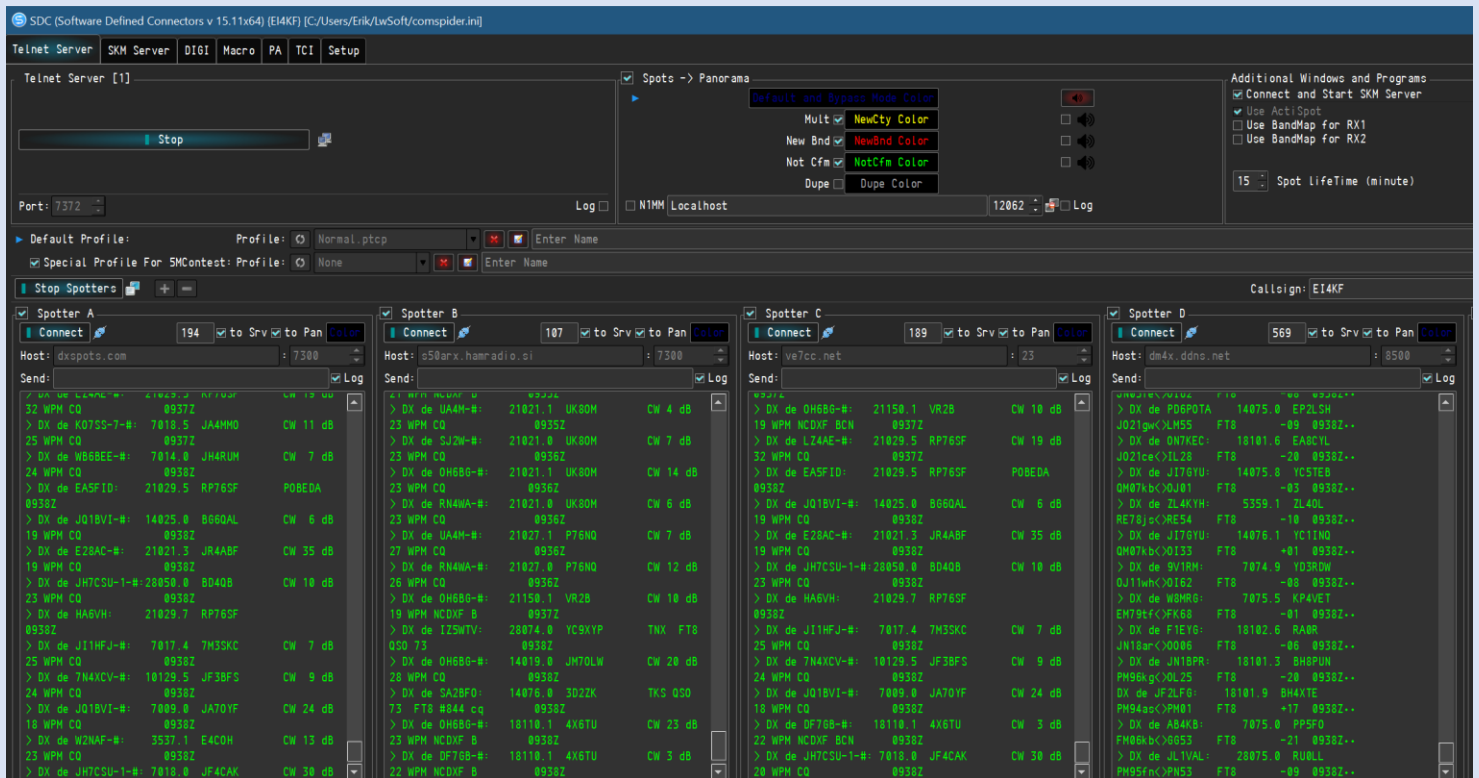 SDC (Software Defined Connectors v 15.11x64) (EI4KF) [C:/Users/Erik/LwSoft/comspider.ini]
Telnet Server SKM Server DIGI Macro PA TCI Setup
Telnet Server [1]
Stop
Port: 7372 Log
Spots -> Panorama
Default and Bypass Mode Color
Mult NewCty Color
New Bnd NewBnd Color
Not Cfm NotCfm Color
Dupe Dupe Color
N1MM Localhost 12062 Log
Additional Windows and Programs
Connect and Start SKM Server
Use ActiSpot
Use BandMap for RX1
Use BandMap for RX2
15 Spot lifeTime (minute)
Default Profile: Profile: Normal.ptcp Enter Name
Special Profile For 5MContest: Profile: None Enter Name
Stop Spotters + - Callsign: EI4KF
Spotter A
Connect 194 to Srv to Pan Color
Host: dxspots.com : 7300
Send: Log
32 WPM CQ 0937Z
> DX de KO7SS-7-#: 7018.5 JA4MMO CW 11 dB
25 WPM CQ 0937Z
> DX de WB6BEE-#: 7014.0 JH4RUM CW 7 dB
24 WPM CQ 0938Z
> DX de EA5FID: 21029.5 RP76SF POBEDA
0938Z
> DX de JQ1BVI-#: 14025.0 BG6QAL CW 6 dB
19 WPM CQ 0938Z
> DX de E28AC-#: 21021.3 JR4ABF CW 35 dB
19 WPM CQ 0938Z
> DX de JH7CSU-1-#:28050.0 BD4QB CW 10 dB
23 WPM CQ 0938Z
> DX de HA6VH: 21029.7 RP76SF
0938Z
> DX de JI1HFJ-#: 7017.4 7M3SKC CW 7 dB
25 WPM CQ 0938Z
> DX de 7N4XCV-#: 10129.5 JF3BFS CW 9 dB
24 WPM CQ 0938Z
> DX de JQ1BVI-#: 7009.0 JA7OYF CW 24 dB
18 WPM CQ 0938Z
> DX de W2NAF-#: 3537.1 E4COH CW 13 dB
23 WPM CQ 0938Z
> DX de JH7CSU-1-#: 7018.0 JF4CAK CW 30 dB
Spotter B
Connect 107 to Srv to Pan Color
Host: s50arx.hamradio.si : 7300
Send: Log
21 WPM NCDXF B 0935Z
> DX de UA4M-#: 21021.1 UK8OM CW 4 dB
23 WPM CQ 0935Z
> DX de SJ2W-#: 21021.0 UK8OM CW 7 dB
23 WPM CQ 0936Z
> DX de OH6BG-#: 21021.1 UK8OM CW 14 dB
23 WPM CQ 0936Z
> DX de RN4WA-#: 21021.0 UK8OM CW 6 dB
23 WPM CQ 0936Z
> DX de UA4M-#: 21027.1 P76NQ CW 7 dB
27 WPM CQ 0936Z
> DX de RN4WA-#: 21027.0 P76NQ CW 12 dB
26 WPM CQ 0936Z
> DX de OH6BG-#: 21150.1 VR2B CW 10 dB
19 WPM NCDXF B 0937Z
> DX de IZ5WTV: 28074.0 YC9XYP TNX FT8
QSO 73 0938Z
> DX de OH6BG-#: 14019.0 JM7OLW CW 20 dB
28 WPM CQ 0938Z
> DX de SA2BFO: 14076.0 3D2ZK TKS QSO
73 FT8 #844 cq 0938Z
> DX de OH6BG-#: 18110.1 4X6TU CW 23 dB
23 WPM NCDXF B 0938Z
> DX de DF7GB-#: 18110.1 4X6TU CW 3 dB
22 WPM NCDXF B 0938Z
Spotter C
Connect 189 to Srv to Pan Color
Host: ve7cc.net : 23
Send: Log
0937Z
> DX de OH6BG-#: 21150.1 VR2B CW 10 dB
19 WPM NCDXF BCN 0937Z
> DX de LZ4AE-#: 21029.5 RP76SF CW 19 dB
32 WPM CQ 0937Z
> DX de EA5FID: 21029.5 RP76SF POBEDA
0938Z
> DX de JQ1BVI-#: 14025.0 BG6QAL CW 6 dB
19 WPM CQ 0938Z
> DX de E28AC-#: 21021.3 JR4ABF CW 35 dB
19 WPM CQ 0938Z
> DX de JH7CSU-1-#:28050.0 BD4QB CW 10 dB
23 WPM CQ 0938Z
> DX de HA6VH: 21029.7 RP76SF
0938Z
> DX de JI1HFJ-#: 7017.4 7M3SKC CW 7 dB
25 WPM CQ 0938Z
> DX de 7N4XCV-#: 10129.5 JF3BFS CW 9 dB
24 WPM CQ 0938Z
> DX de JQ1BVI-#: 7009.0 JA7OYF CW 24 dB
18 WPM CQ 0938Z
> DX de DF7GB-#: 18110.1 4X6TU CW 3 dB
22 WPM NCDXF BCN 0938Z
> DX de JH7CSU-1-#: 7018.0 JF4CAK CW 30 dB
20 WPM CQ 0938Z
Spotter D
Connect 569 to Srv to Pan Color
Host: dm4x.ddns.net : 8500
Send: Log
> DX de PD6POTA 14075.0 EP2LSH
JO21gw<>LM55 FT8 -09 0938Z..
> DX de ON7KEC: 18101.6 EA8CYL
JO21ce<>IL28 FT8 -20 0938Z..
> DX de JI7GYU: 14075.8 YC5TEB
QM07kb<>OJ01 FT8 -03 0938Z..
> DX de ZL4KYH: 5359.1 ZL4OL
RE78js<>RE54 FT8 -10 0938Z..
> DX de JI7GYU: 14076.1 YC1INQ
QM07kb<>OI33 FT8 +01 0938Z..
> DX de 9V1RM: 7074.9 YD3RDW
OJ11wh<>OI62 FT8 -08 0938Z..
> DX de W8MRG: 7075.5 KP4VET
EM79tf<>FK68 FT8 -01 0938Z..
> DX de F1EYG: 18102.6 RA0R
JN18ar<>OO06 FT8 -06 0938Z..
> DX de JN1BPR: 18101.3 BH8PUN
PM96kg<>OL25 FT8 -20 0938Z..
DX de JF2LFG: 18101.9 BH4XTE
PM94as<>PM01 FT8 +17 0938Z..
> DX de AB4KB: 7075.0 PP5FO
FM06kb<>GG53 FT8 -21 0938Z..
> DX de JL1VAL: 28075.0 RU0LL
PM95fn<>PN53 FT8 -09 0938Z..